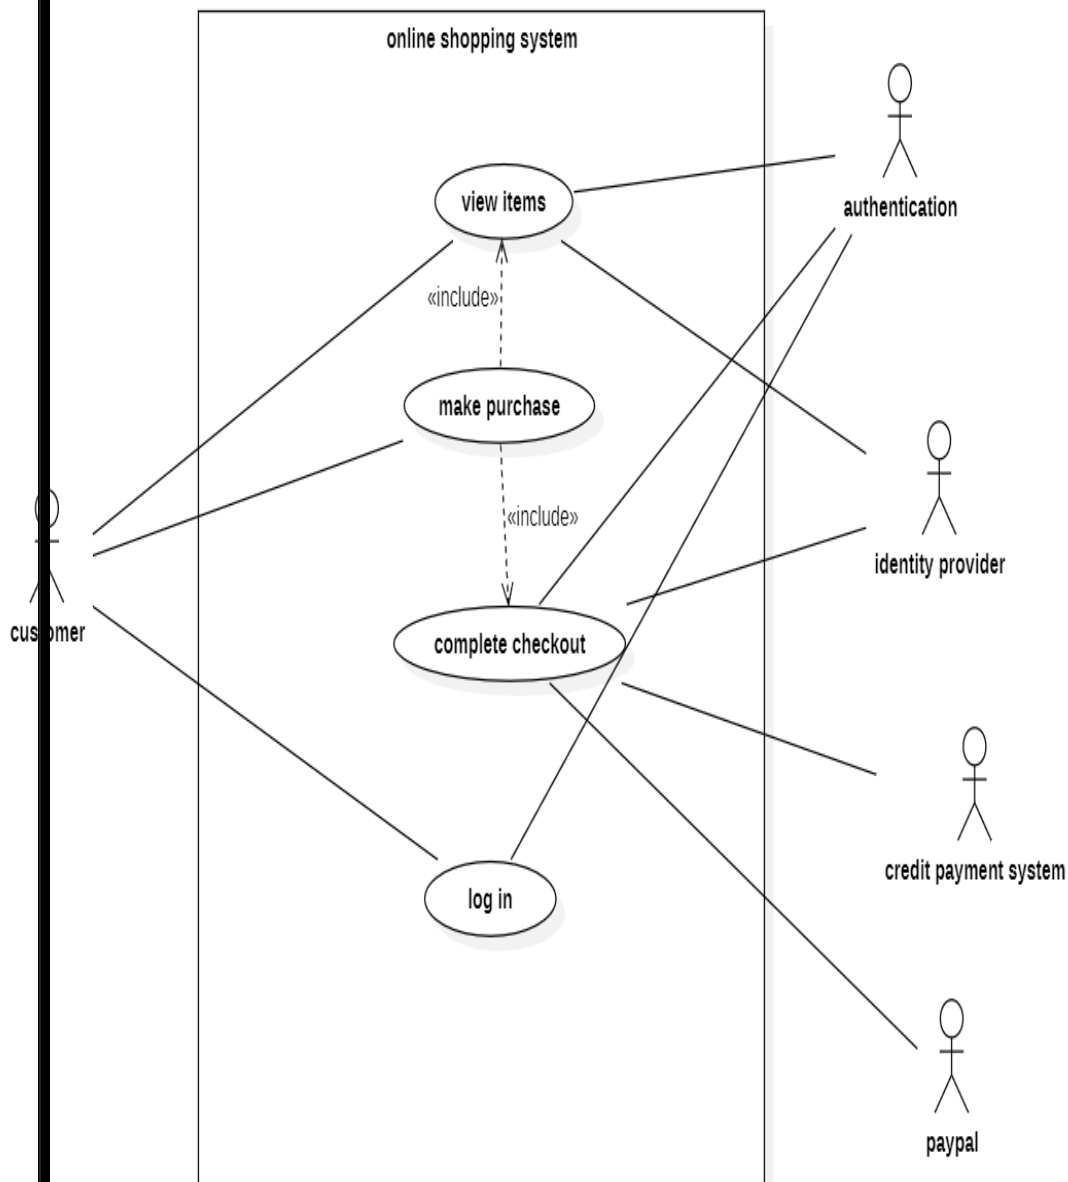 online shopping system
view items
authentication
«include»
make purchase
«include»
identity provider
customer
complete checkout
credit payment system
log in
paypal